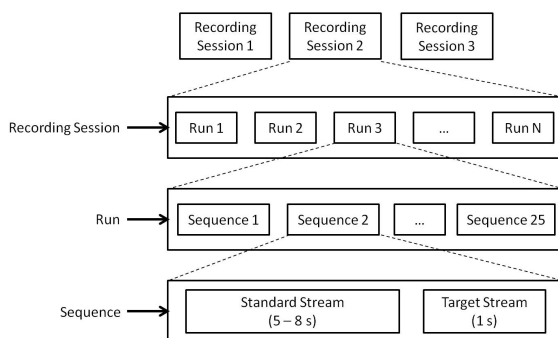 Recording
Session 1
Recording
Session 2
Recording
Session 3
Recording Session
Run 1
Run 2
Run 3
...
Run N
Run
Sequence 1
Sequence 2
...
Sequence 25
Sequence
Standard Stream
(5 – 8 s)
Target Stream
(1 s)